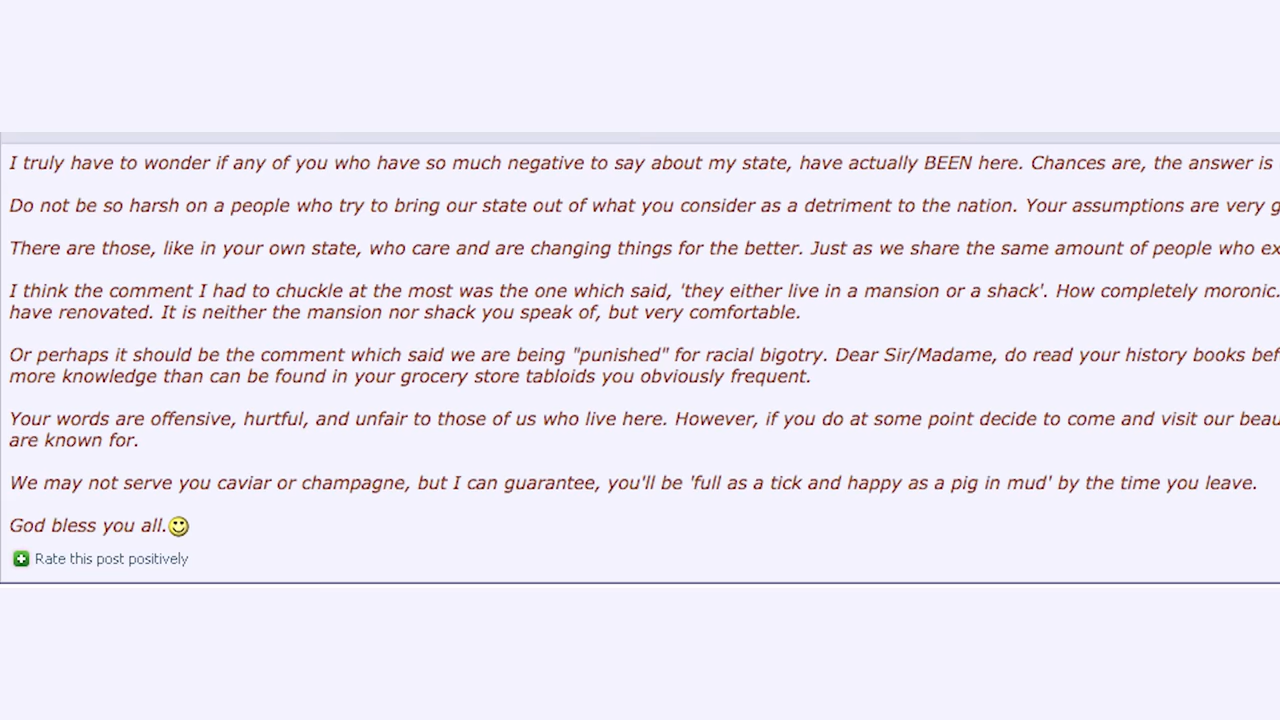 I truly have to wonder if any of you who have so much negative to say about my state, have actually BEEN here. Chances are, the answer is
Do not be so harsh on a people who try to bring our state out of what you consider as a detriment to the nation. Your assumptions are very
There are those, like in your own state, who care and are changing things for the better. Just as we share the same amount of people who
I think the comment I had to chuckle at the most was the one which said, 'they either live in a mansion or a shack'. How completely moronic.
have renovated. It is neither the mansion nor shack you speak of, but very comfortable.
Or perhaps it should be the comment which said we are being "punished" for racial bigotry. Dear Sir/Madame, do read your history books
more knowledge than can be found in your grocery store tabloids you obviously frequent.
Your words are offensive, hurtful, and unfair to those of us who live here. However, if you do at some point decide to come and visit our
are known for.
We may not serve you caviar or champagne, but I can guarantee, you'll be 'full as a tick and happy as a pig in mud' by the time you leave.
God bless you all.
Rate this post positively